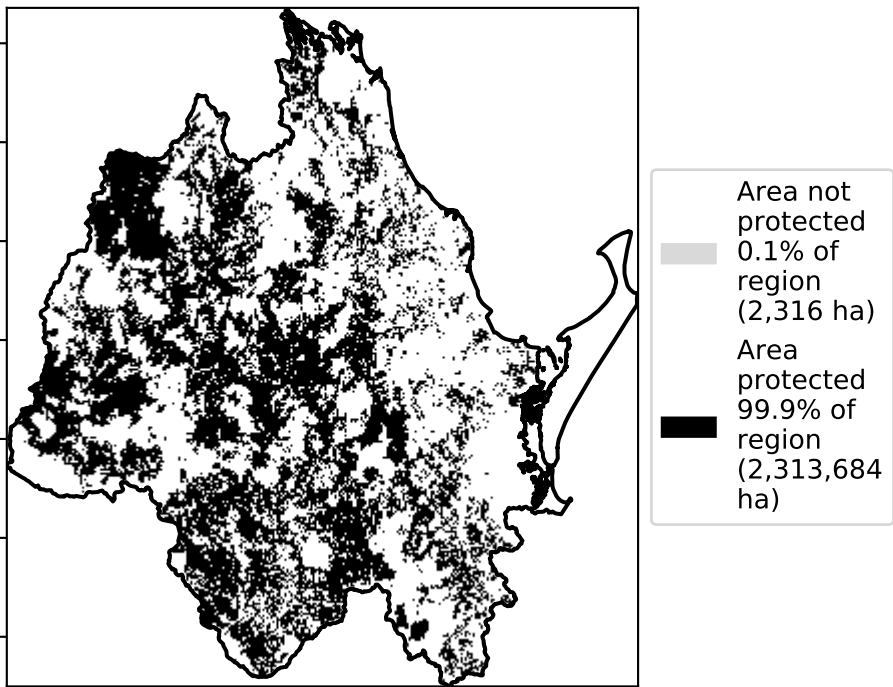 Area not
protected
0.1% of
region
(2,316 ha)
Area
protected
99.9% of
region
(2,313,684
ha)